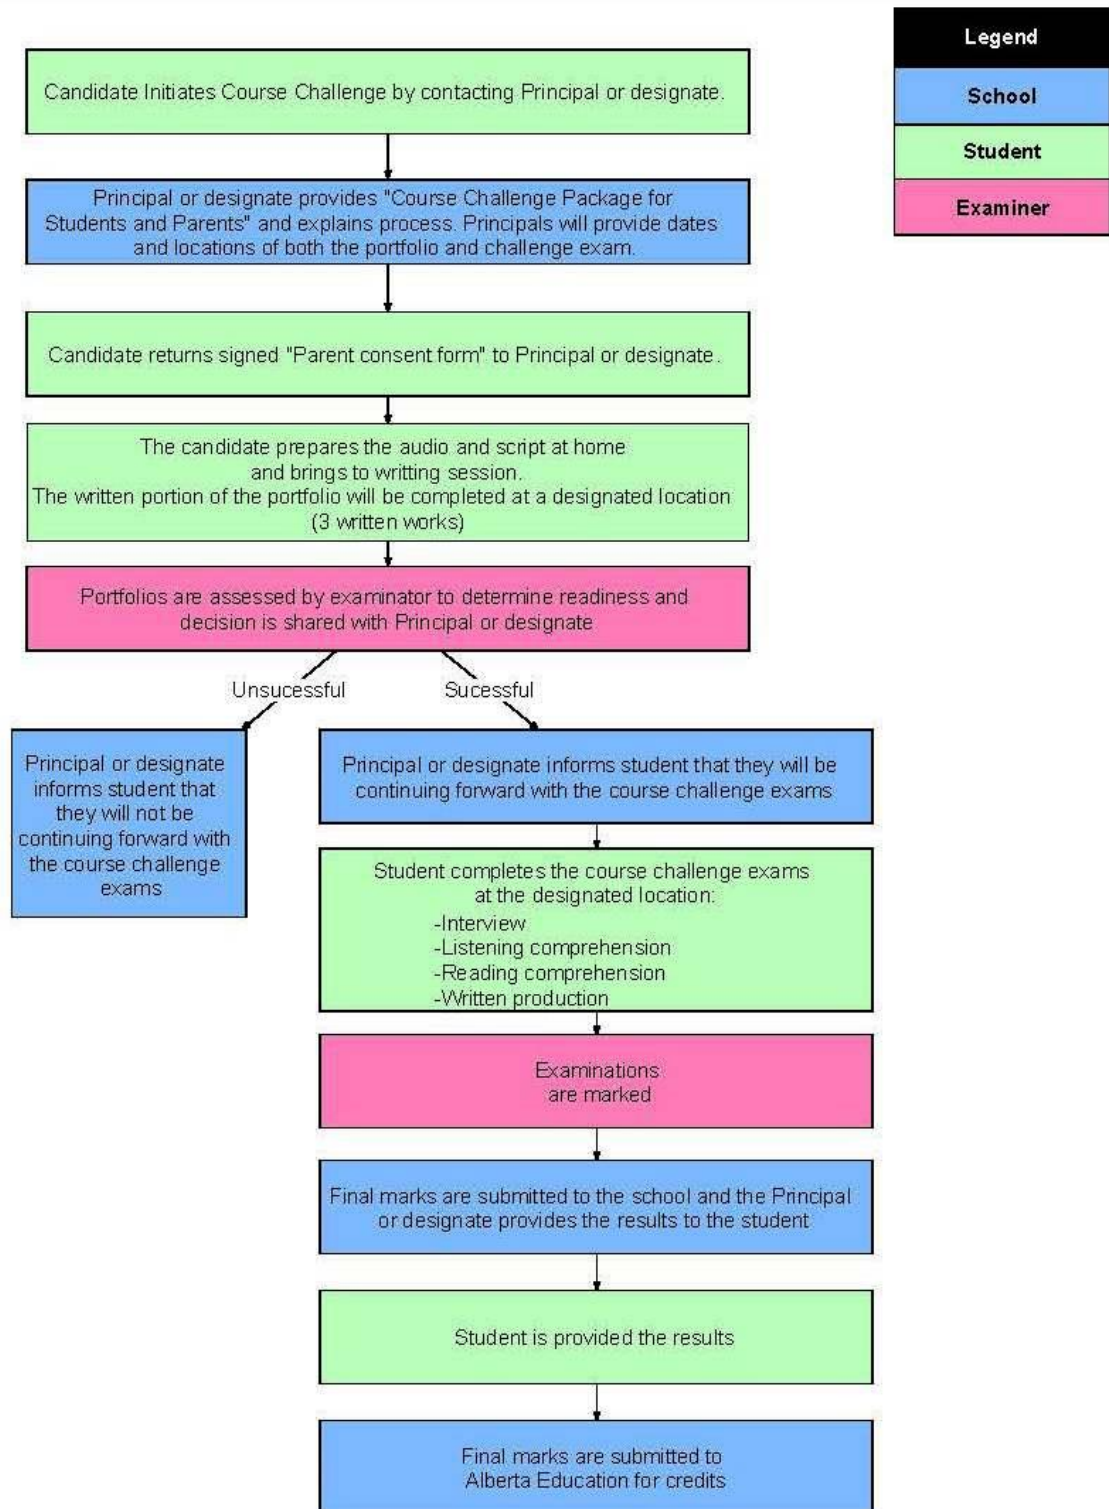 Legend
School
Student
Examiner
Candidate Initiates Course Challenge by contacting Principal or designate.
Principal or designate provides "Course Challenge Package for
Students and Parents" and explains process. Principals will provide dates
and locations of both the portfolio and challenge exam.
Candidate returns signed "Parent consent form" to Principal or designate.
The candidate prepares the audio and script at home
and brings to writting session.
The written portion of the portfolio will be completed at a designated location
(3 written works)
Portfolios are assessed by examinator to determine readiness and
decision is shared with Principal or designate
Unsucessful
Sucessful
Principal or designate
informs student that
they will not be
continuing forward with
the course challenge
exams
Principal or designate informs student that they will be
continuing forward with the course challenge exams
Student completes the course challenge exams
at the designated location:
-Interview
-Listening comprehension
-Reading comprehension
-Written production
Examinations
are marked
Final marks are submitted to the school and the Principal
or designate provides the results to the student
Student is provided the results
Final marks are submitted to
Alberta Education for credits